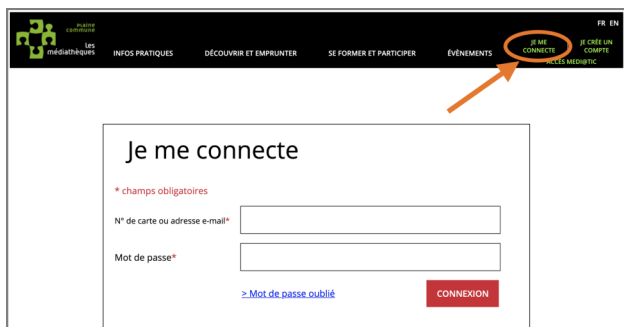 PLAINE
COMMUNE
les
médiathèques
INFOS PRATIQUES
DÉCOUVRIR ET EMPRUNTER
SE FORMER ET PARTICIPER
ÉVÈNEMENTS
FR EN
JE ME
CONNECTE
JE CRÉE UN
COMPTE
ACCÈS MEDI@TIC
Je me connecte
* champs obligatoires
N° de carte ou adresse e-mail*
Mot de passe*
> Mot de passe oublié
CONNEXION